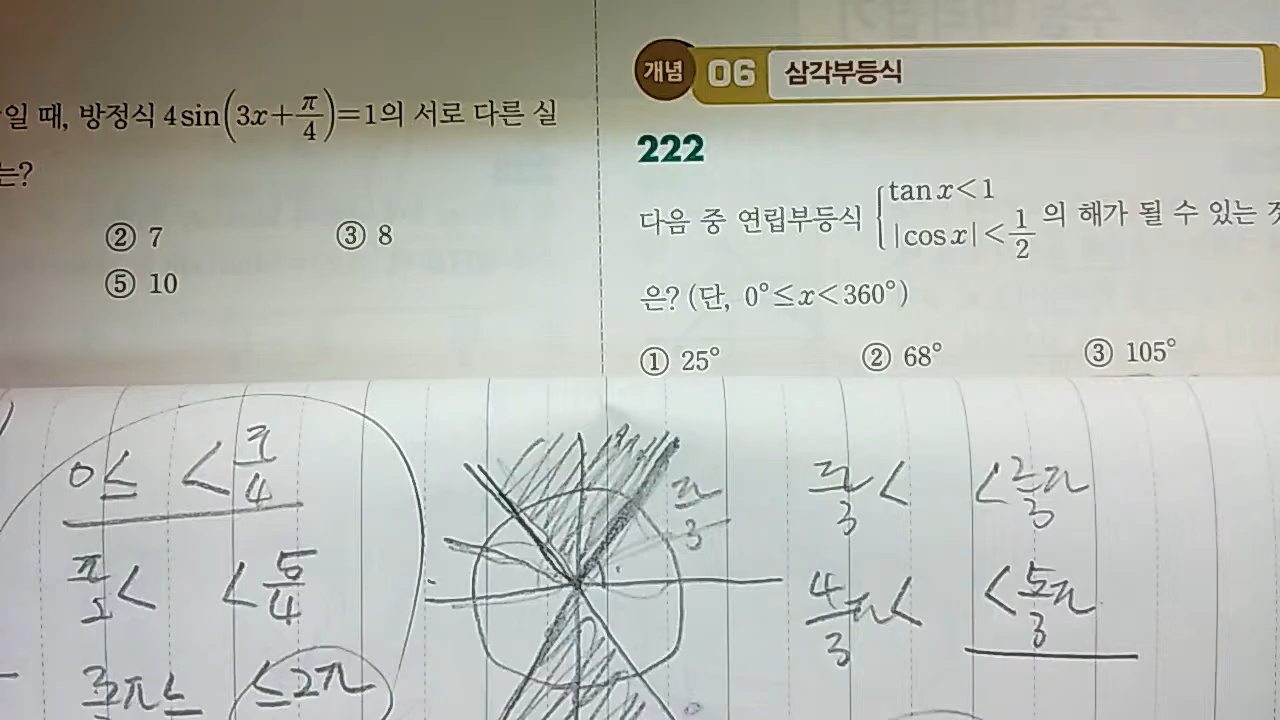 일 때, 방정식 4sin(3x+π/4)=1의 서로 다른 실
는?
② 7 ③ 8
⑤ 10
개념 06 삼각부등식
222
다음 중 연립부등식 {tan x<1
|cos x|<1/2 의 해가 될 수 있는 것
은? (단, 0°≤x<360°)
① 25° ② 68° ③ 105°
0≤ <π/4
π/2< <5/4
3/2π≤ ≤2π
π/3
π/3< <2/3π
4/3π< <5/3π